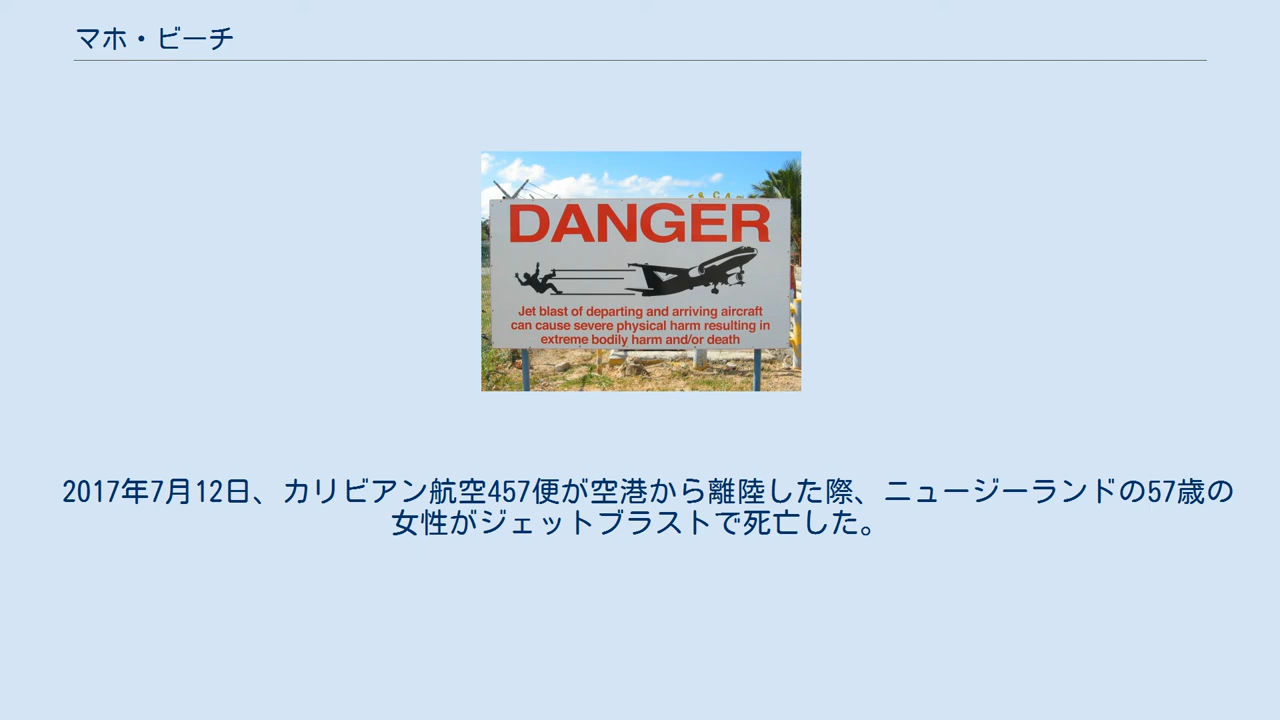 マホ・ビーチ
DANGER
Jet blast of departing and arriving aircraft
can cause severe physical harm resulting in
extreme bodily harm and/or death
2017年7月12日、カリビアン航空457便が空港から離陸した際、ニュージーランドの57歳の
女性がジェットブラストで死亡した。